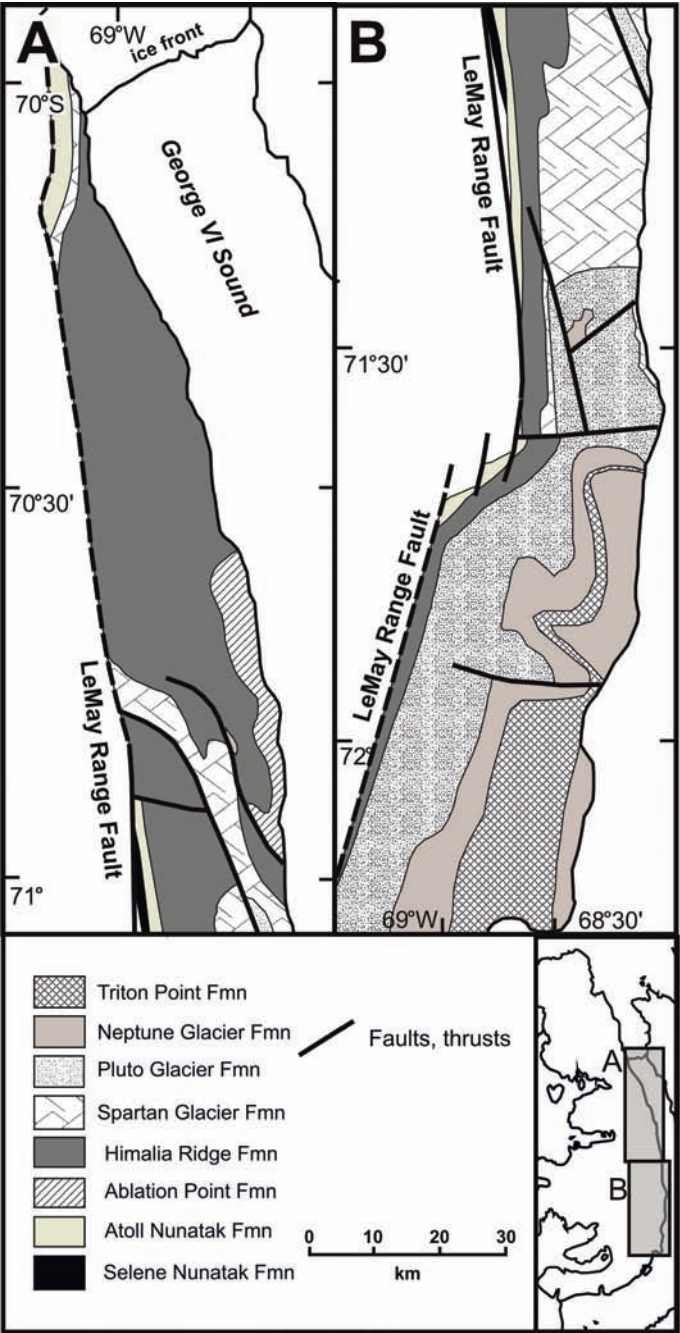 A
69°W
ice front
70°S
George VI Sound
70°30'
LeMay Range Fault
71°
B
LeMay Range Fault
71°30'
LeMay Range Fault
72°
69°W
68°30'
Triton Point Fmn
Neptune Glacier Fmn
Pluto Glacier Fmn
Spartan Glacier Fmn
Himalia Ridge Fmn
Ablation Point Fmn
Atoll Nunatak Fmn
Selene Nunatak Fmn
Faults, thrusts
0 10 20 30
km
A
B